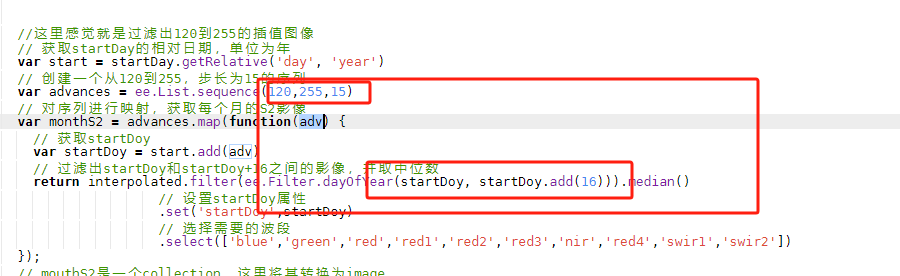 //这里感觉就是过滤出120到255的插值图像
// 获取startDay的相对日期，单位为年
var start = startDay.getRelative('day', 'year')
// 创建一个从120到255，步长为15的序列
var advances = ee.List.sequence(120,255,15)
// 对序列进行映射，获取每个月的S2影像
var monthS2 = advances.map(function(adv) {
// 获取startDoy
var startDoy = start.add(adv)
// 过滤出startDoy和startDoy+16之间的影像，并取中位数
return interpolated.filter(ee.Filter.dayOfYear(startDoy, startDoy.add(16))).median()
// 设置startDoy属性
.set('startDoy',startDoy)
// 选择需要的波段
.select(['blue','green','red','red1','red2','red3','nir','red4','swir1','swir2'])
});
// mouthS2是一个collection，这里将其转换为image